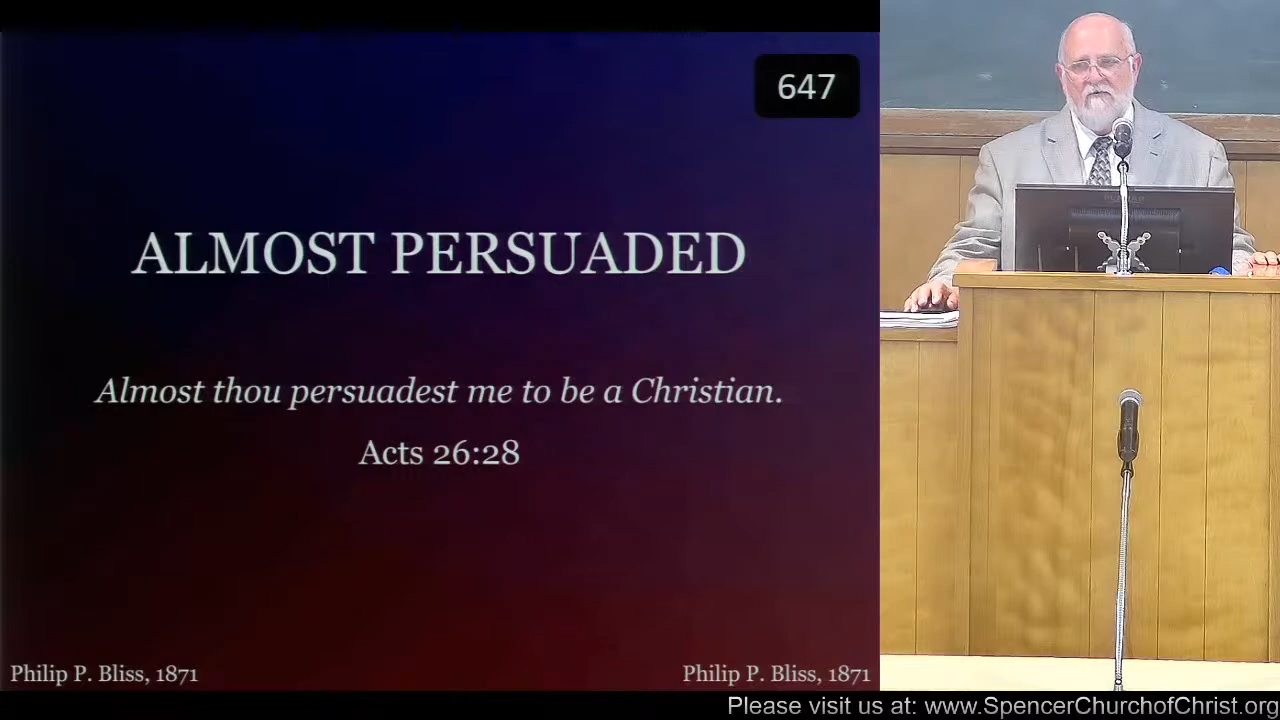 647
ALMOST PERSUADED
Almost thou persuadest me to be a Christian.
Acts 26:28
Philip P. Bliss, 1871
Philip P. Bliss, 1871
PLANAR
Please visit us at: www.SpencerChurchofChrist.org